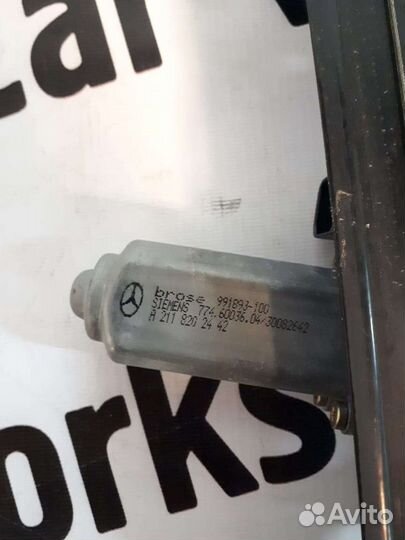 Car
brose 991893-100
SIEMENS 774.60036.04/30082642
A 211 820 24 42
orks
Avito